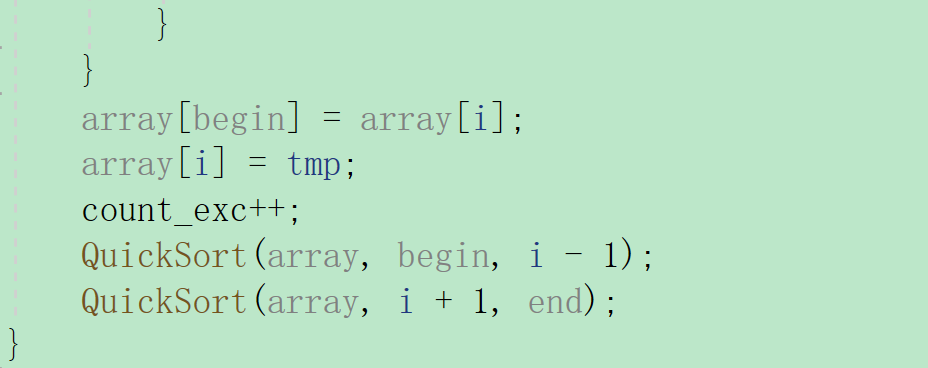 }
}
array[begin] = array[i];
array[i] = tmp;
count_exc++;
QuickSort(array, begin, i - 1);
QuickSort(array, i + 1, end);
}